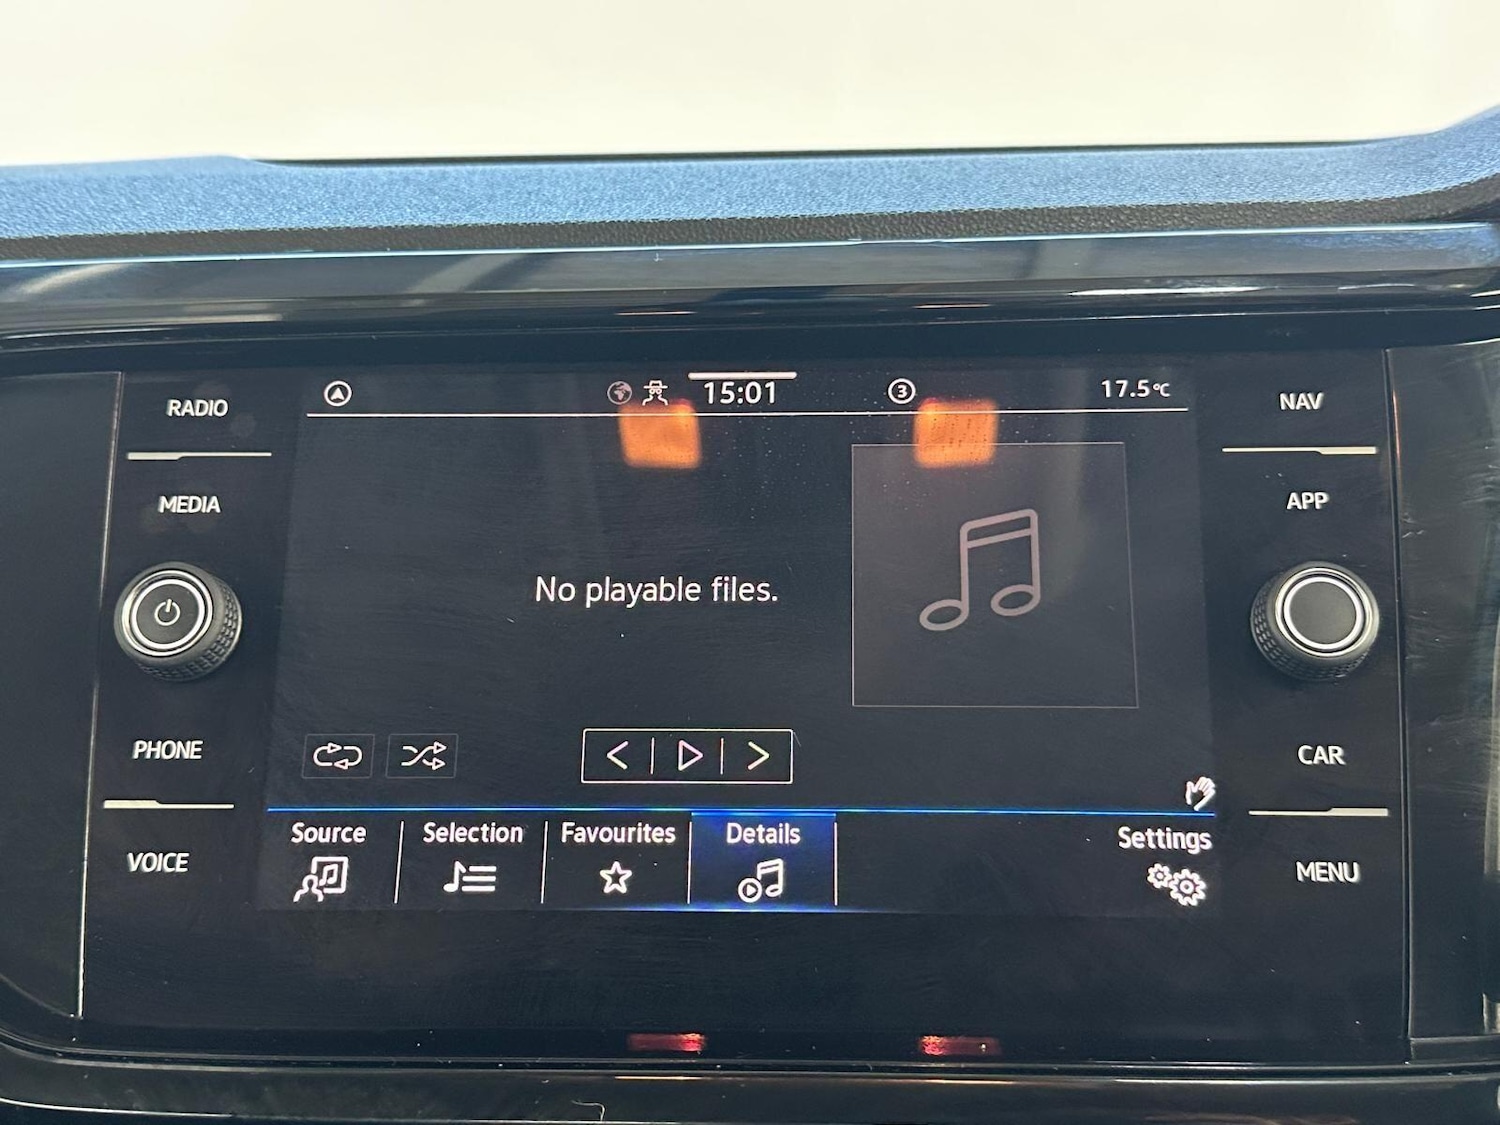 RADIO
MEDIA
PHONE
VOICE
15:01
3
17.5°C
No playable files.
Source
Selection
Favourites
Details
Settings
NAV
APP
CAR
MENU